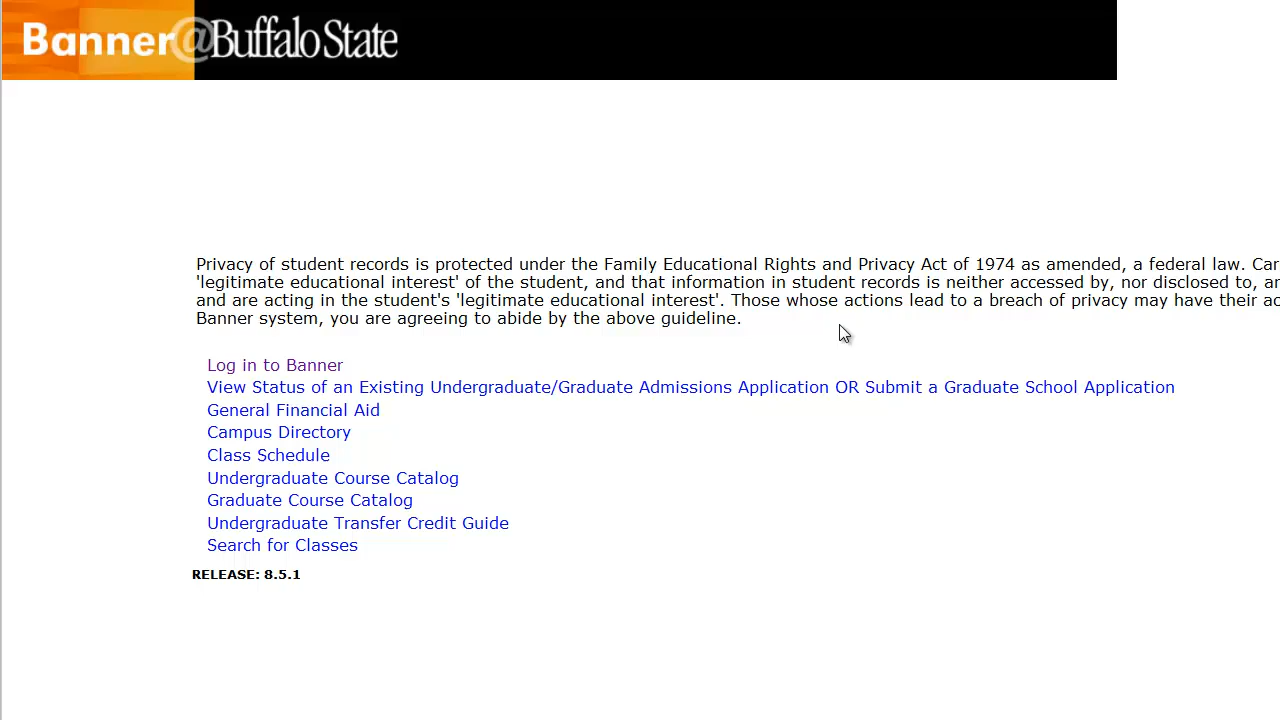 Banner@Buffalo State
Privacy of student records is protected under the Family Educational Rights and Privacy Act of 1974 as amended, a federal law. Car
'legitimate educational interest' of the student, and that information in student records is neither accessed by, nor disclosed to, an
and are acting in the student's 'legitimate educational interest'. Those whose actions lead to a breach of privacy may have their ac
Banner system, you are agreeing to abide by the above guideline.
Log in to Banner
View Status of an Existing Undergraduate/Graduate Admissions Application OR Submit a Graduate School Application
General Financial Aid
Campus Directory
Class Schedule
Undergraduate Course Catalog
Graduate Course Catalog
Undergraduate Transfer Credit Guide
Search for Classes
RELEASE: 8.5.1